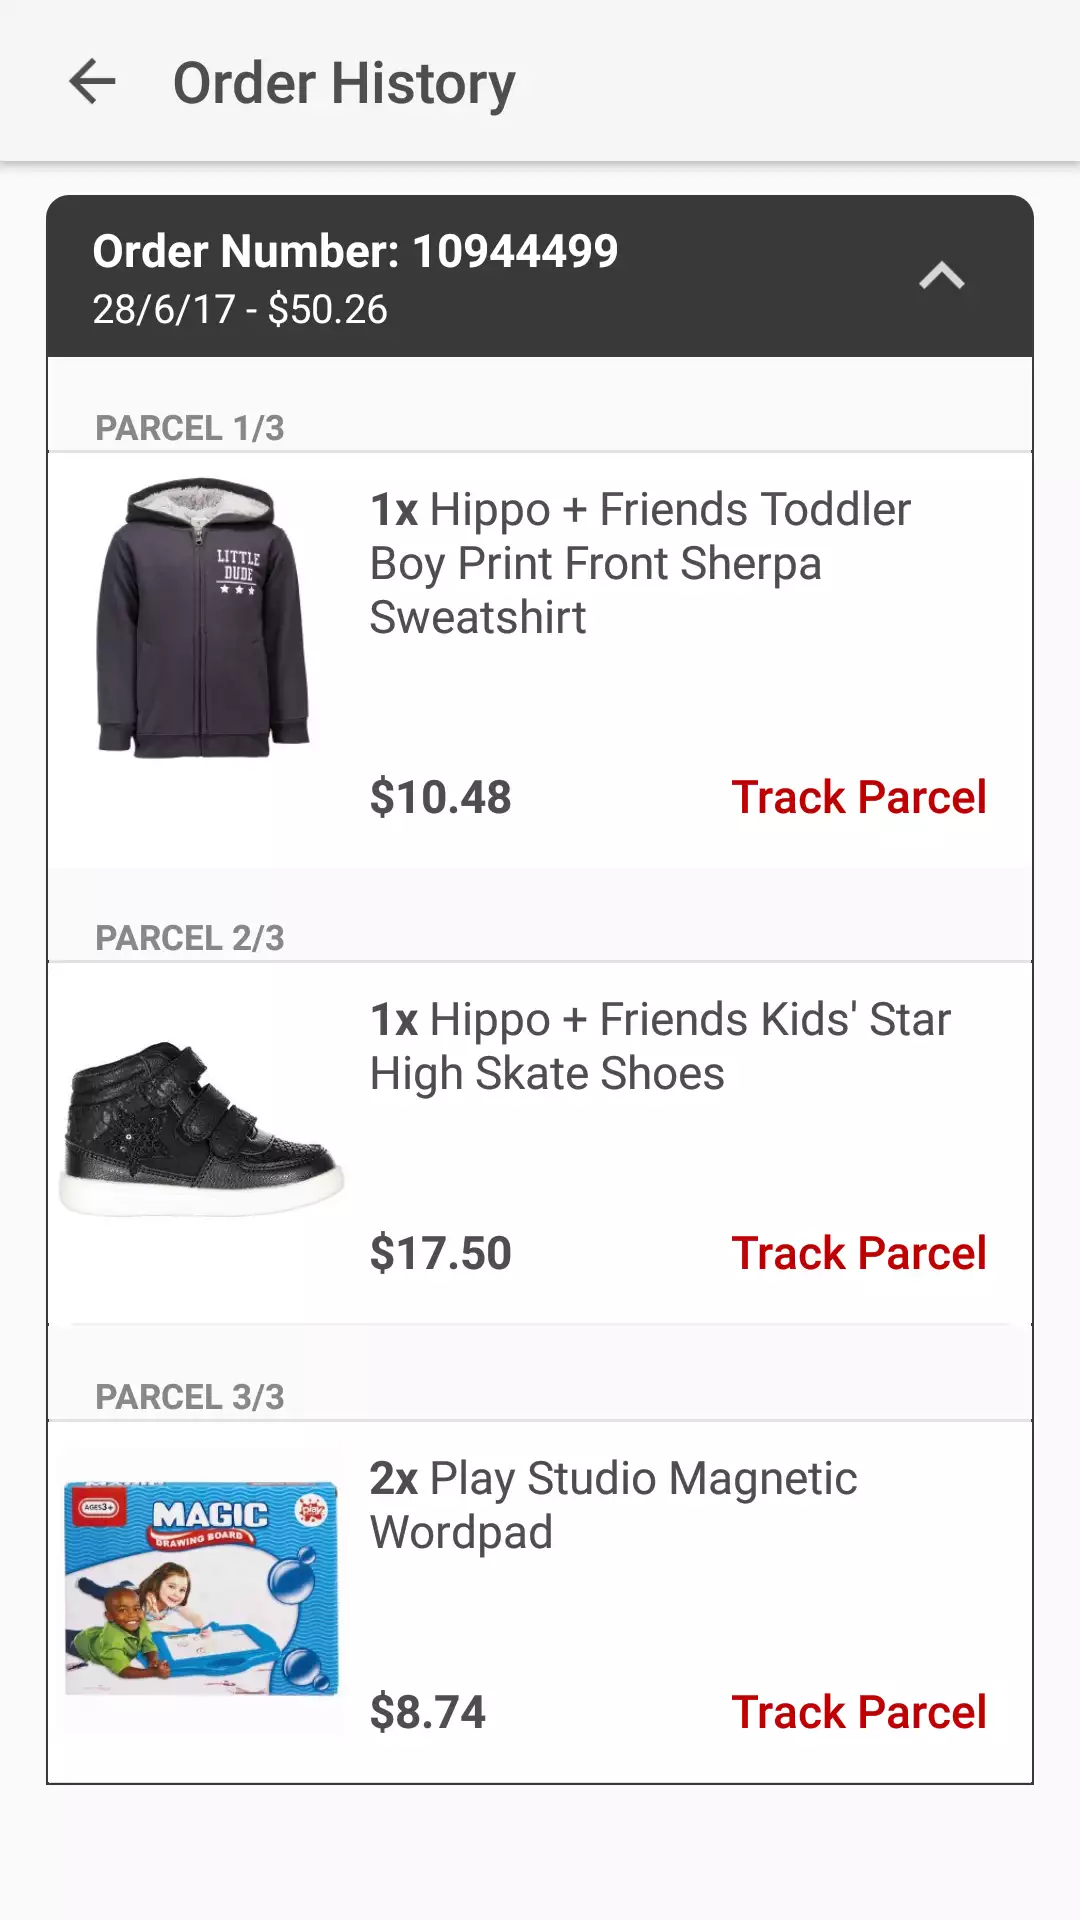 Order History
Order Number: 10944499
28/6/17 - $50.26
PARCEL 1/3
LITTLE
DUDE
1x Hippo + Friends Toddler
Boy Print Front Sherpa
Sweatshirt
$10.48
Track Parcel
PARCEL 2/3
1x Hippo + Friends Kids' Star
High Skate Shoes
$17.50
Track Parcel
PARCEL 3/3
AGES 3+
MAGIC
DRAWING BOARD
play
2x Play Studio Magnetic
Wordpad
$8.74
Track Parcel